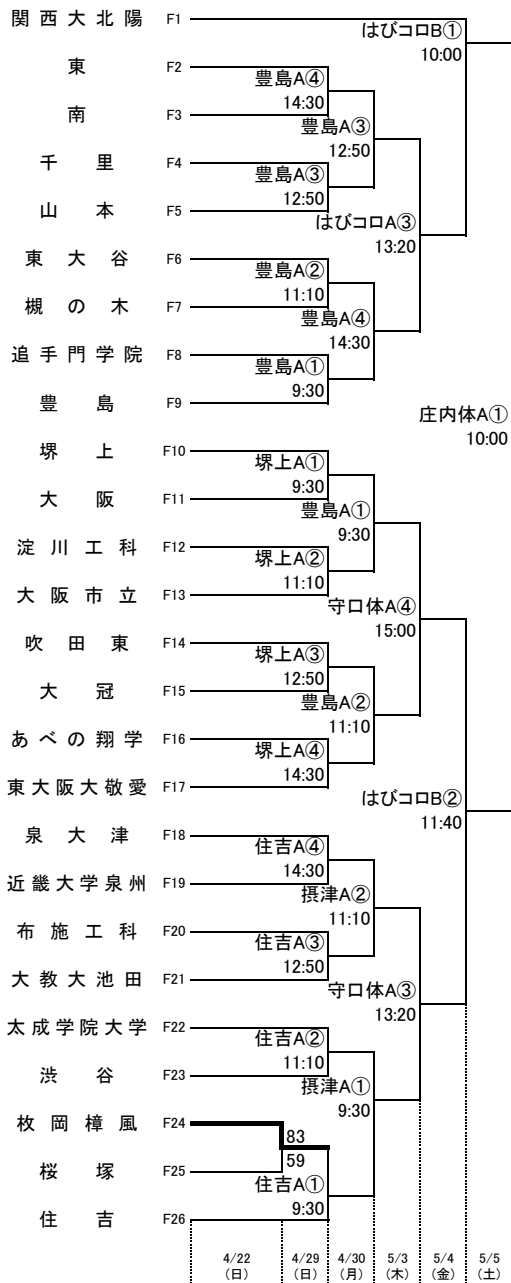 関西大北陽 F1
はびコロB①
10:00
東 F2
豊島A④
14:30
南 F3
豊島A③
12:50
千里 F4
豊島A③
12:50
山本 F5
はびコロA③
13:20
東大谷 F6
豊島A②
11:10
槻の木 F7
豊島A④
14:30
追手門学院 F8
豊島A①
9:30
豊島 F9
庄内体A①
10:00
堺上 F10
堺上A①
9:30
大阪 F11
豊島A①
9:30
淀川工科 F12
堺上A②
11:10
大阪市立 F13
守口体A④
15:00
吹田東 F14
堺上A③
12:50
大冠 F15
豊島A②
11:10
あべの翔学 F16
堺上A④
14:30
東大阪大敬愛 F17
はびコロB②
11:40
泉大津 F18
住吉A④
14:30
近畿大学泉州 F19
摂津A②
11:10
布施工科 F20
住吉A③
12:50
大教大池田 F21
守口体A③
13:20
太成学院大学 F22
住吉A②
11:10
渋谷 F23
摂津A①
9:30
枚岡樟風 F24
83
59
桜塚 F25
住吉A①
9:30
住吉 F26
4/22 4/29 4/30 5/3 5/4 5/5
(日) (日) (月) (木) (金) (土)